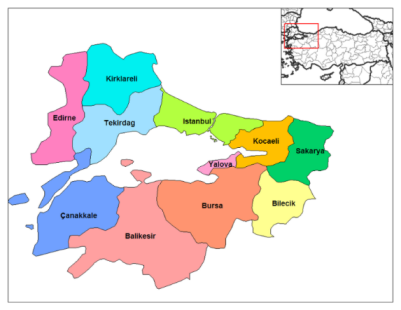 Kirklareli
Edirne
Tekirdag
Istanbul
Kocaeli
Sakarya
Yalova
Çanakkale
Bursa
Bilecik
Balikesir